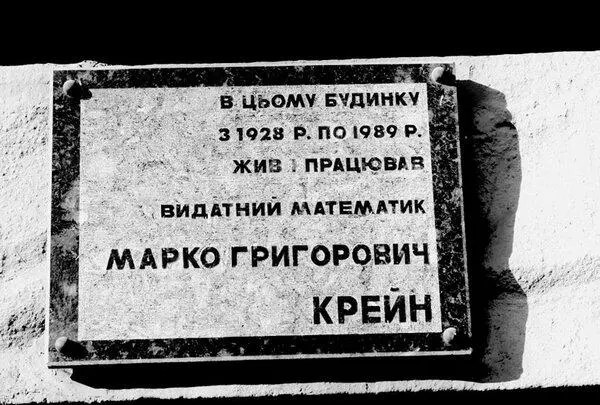 В ЦЬОМУ БУДИНКУ
З 1928 Р. ПО 1989 Р.
ЖИВ І ПРАЦЮВАВ
ВИДАТНИЙ МАТЕМАТИК
МАРКО ГРИГОРОВИЧ
КРЕЙН